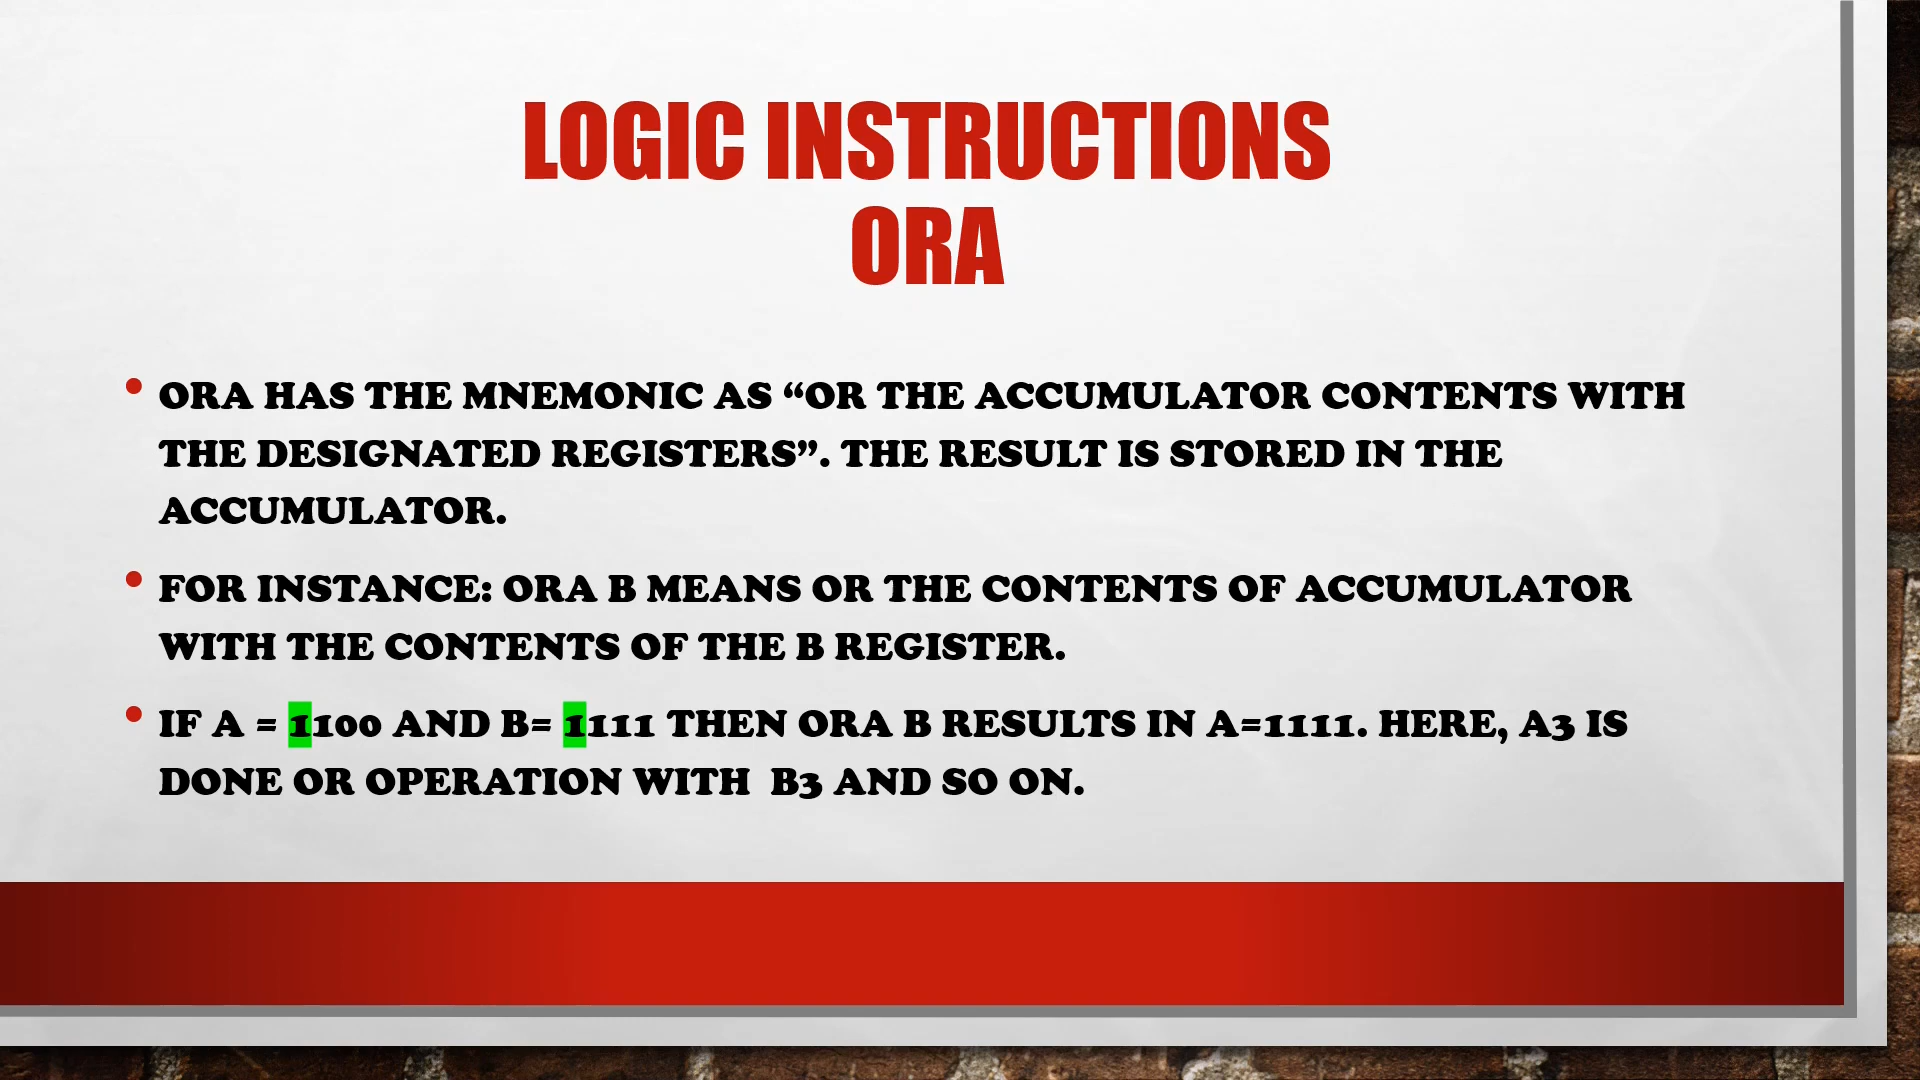 LOGIC INSTRUCTIONS
ORA
• ORA HAS THE MNEMONIC AS “OR THE ACCUMULATOR CONTENTS WITH
THE DESIGNATED REGISTERS”. THE RESULT IS STORED IN THE
ACCUMULATOR.
• FOR INSTANCE: ORA B MEANS OR THE CONTENTS OF ACCUMULATOR
WITH THE CONTENTS OF THE B REGISTER.
• IF A = 1100 AND B= 1111 THEN ORA B RESULTS IN A=1111. HERE, A3 IS
DONE OR OPERATION WITH  B3 AND SO ON.